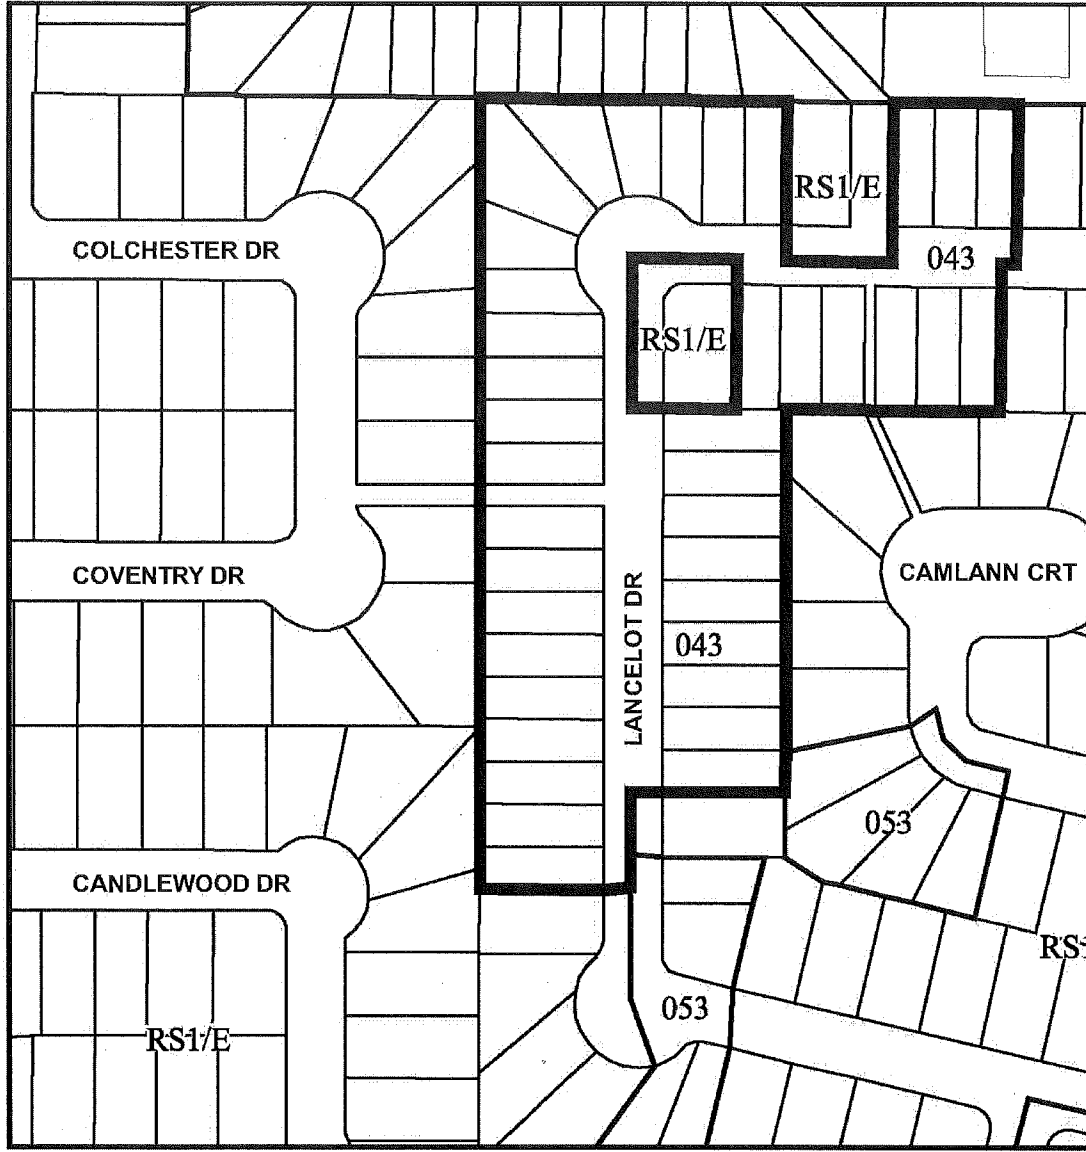 RS1/E
COLCHESTER DR
043
RS1/E
COVENTRY DR
CAMLANN CRT
LANCELOT DR
043
053
CANDLEWOOD DR
RS1/E
053